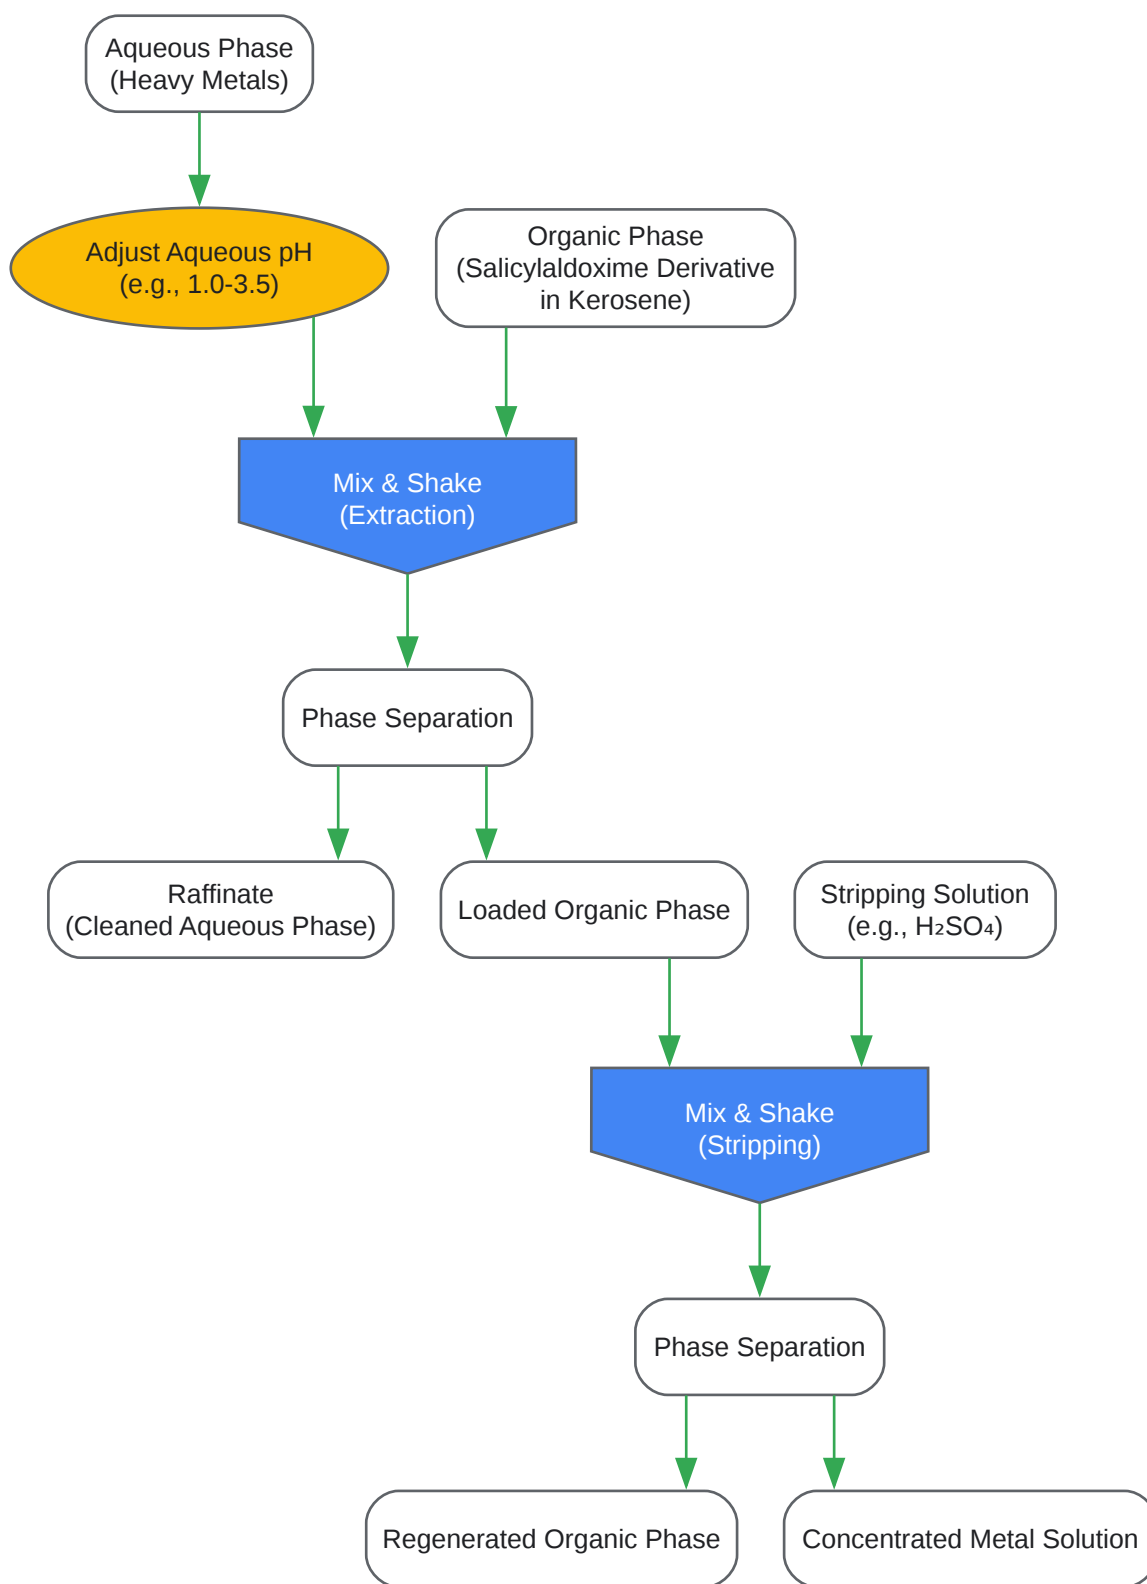 Aqueous Phase
(Heavy Metals)
Adjust Aqueous pH
(e.g., 1.0-3.5)
Organic Phase
(Salicylaldoxime Derivative
in Kerosene)
Mix & Shake
(Extraction)
Phase Separation
Raffinate
(Cleaned Aqueous Phase)
Loaded Organic Phase
Stripping Solution
(e.g., H₂SO₄)
Mix & Shake
(Stripping)
Phase Separation
Regenerated Organic Phase
Concentrated Metal Solution